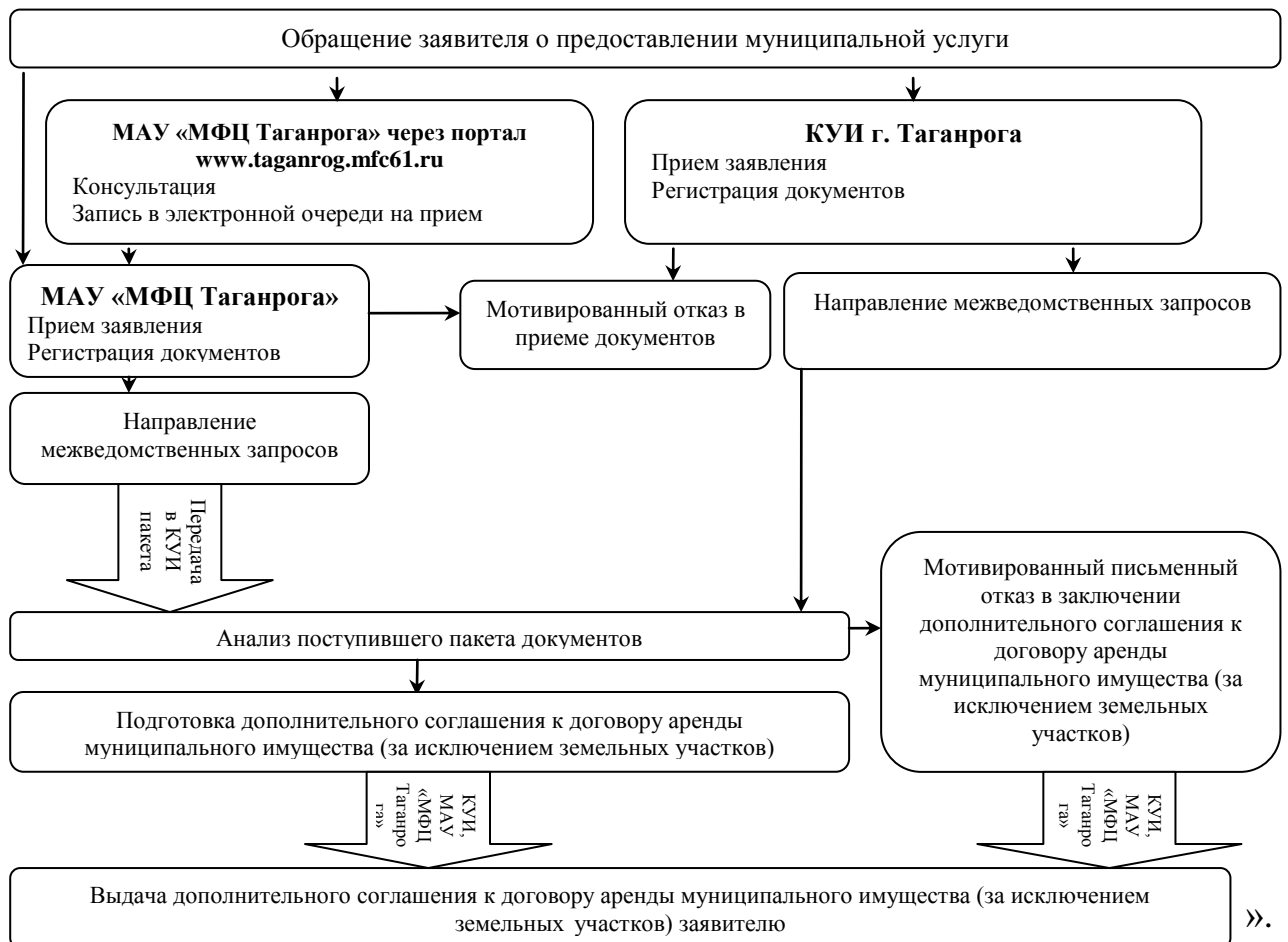 Обращение заявителя о предоставлении муниципальной услуги
МАУ «МФЦ Таганрога» через портал
www.taganrog.mfc61.ru
Консультация
Запись в электронной очереди на прием
КУИ г. Таганрога
Прием заявления
Регистрация документов
МАУ «МФЦ Таганрога»
Прием заявления
Регистрация документов
Мотивированный отказ в
приеме документов
Направление межведомственных запросов
Направление
межведомственных запросов
Передача
в КУИ
пакета
Мотивированный письменный
отказ в заключении
дополнительного соглашения к
договору аренды
муниципального имущества (за
исключением земельных
участков)
Анализ поступившего пакета документов
Подготовка дополнительного соглашения к договору аренды
муниципального имущества (за исключением земельных участков)
КУИ,
МАУ
«МФЦ
Таганро
га»
КУИ,
МАУ
«МФЦ
Таганро
га»
Выдача дополнительного соглашения к договору аренды муниципального имущества (за исключением
земельных участков) заявителю
».